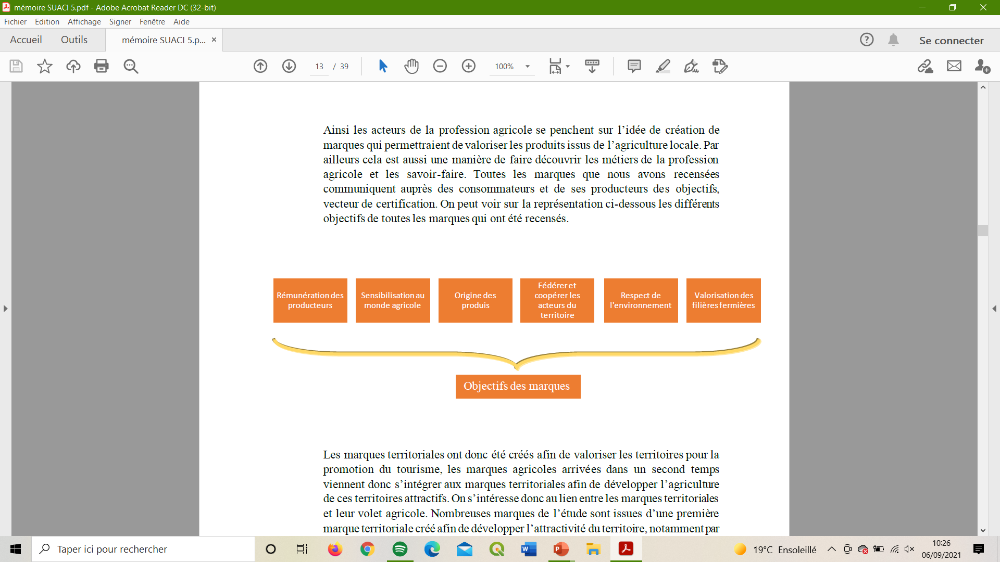 mémoire SUACI 5.pdf - Adobe Acrobat Reader DC (32-bit)
Fichier Edition Affichage Signer Fenêtre Aide
Accueil Outils mémoire SUACI 5.p... × Se connecter
13 / 39 100%
Ainsi les acteurs de la profession agricole se penchent sur l’idée de création de
marques qui permettraient de valoriser les produits issus de l’agriculture locale. Par
ailleurs cela est aussi une manière de faire découvrir les métiers de la profession
agricole et les savoir-faire. Toutes les marques que nous avons recensées
communiquent auprès des consommateurs et de ses producteurs des objectifs,
vecteur de certification. On peut voir sur la représentation ci-dessous les différents
objectifs de toutes les marques qui ont été recensés.
Rémunération des
producteurs
Sensibilisation au
monde agricole
Origine des
produis
Fédérer et
coopérer les
acteurs du
territoire
Respect de
l'environnement
Valorisation des
filières fermières
Objectifs des marques
Les marques territoriales ont donc été créés afin de valoriser les territoires pour la
promotion du tourisme, les marques agricoles arrivées dans un second temps
viennent donc s’intégrer aux marques territoriales afin de développer l’agriculture
de ces territoires attractifs. On s’intéresse donc au lien entre les marques territoriales
et leur volet agricole. Nombreuses marques de l’étude sont issues d’une première
marque territoriale créé afin de développer l’attractivité du territoire, notamment par
Taper ici pour rechercher
19°C Ensoleillé
10:26
06/09/2021